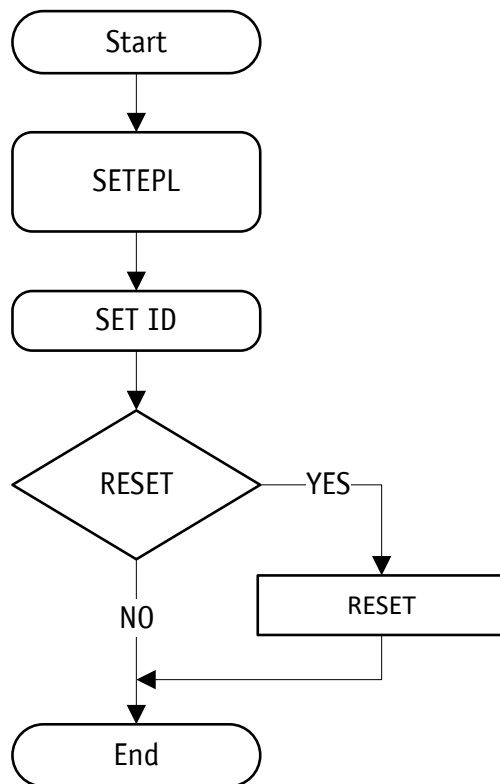 Start
SETEPL
SET ID
RESET
YES
RESET
NO
End